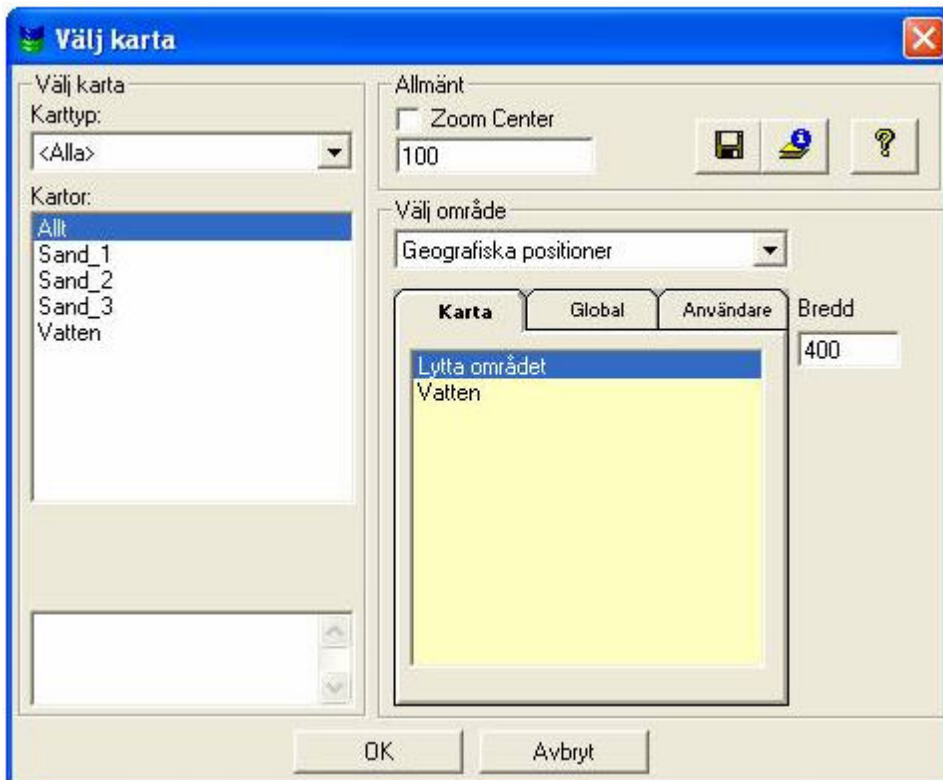 Välj karta
Välj karta
Karttyp:
<Alla>
Kartor:
Allt
Sand_1
Sand_2
Sand_3
Vatten
Allmänt
Zoom Center
100
?
Välj område
Geografiska positioner
Karta
Global
Användare
Lytta området
Vatten
Bredd
400
OK
Avbryt